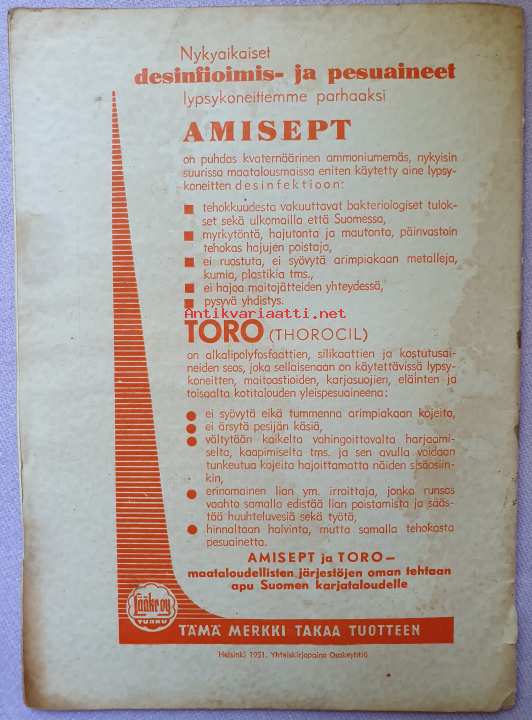 Nykyaikaiset
desinfioimis- ja pesuaineet
lypsykoneittemme parhaaksi
AMISEPT
on puhdas kvaternäärinen ammoniumemäs, nykyisin
suurissa maatalousmaissa eniten käytetty aine lypsy-
koneitten desinfektioon:
tehokkuudesta vakuuttavat bakteriologiset tulok-
set sekä ulkomailla että Suomessa,
myrkytöntä, hajutonta ja mautonta, päinvastoin
tehokas hajujen poistaja,
ei ruostuta, ei syövytä arimpiakaan metalleja,
kumia, plastikia tms.,
ei hajoa maitojätteiden yhteydessä,
pysyvä yhdistys.
Antikvariaatti.net
TORO (THOROCIL)
on alkalipolyfosfaattien, silikaattien ja kostutusai-
neiden seos, joka sellaisenaan on käytettävissä lypsy-
koneitten, maitoastioiden, karjasuojien, eläinten ja
toisaalta kotitalouden yleispesuaineena:
ei syövytä eikä tummenna arimpiakaan kojeita,
ei ärsytä pesijän käsiä,
vältytään kaikelta vahingoittavalta harjaami-
selta, kaapimiselta tms. ja sen avulla voidaan
tunkeutua kojeita hajoittamatta näiden sisäosiin-
kin,
erinomainen lian ym. irroittaja, jonka runsas
vaahto samalla edistää lian poistamista ja sääs-
tää huuhteluvesiä sekä työtä,
hinnaltaan halvinta, mutta samalla tehokasta
pesuainetta.
AMISEPT ja TORO —
maataloudellisten järjestöjen oman tehtaan
apu Suomen karjataloudelle
Lääke oy
TURKU
TÄMÄ MERKKI TAKAA TUOTTEEN
Helsinki 1951. Yhteiskirjapaino Osakeyhtiö